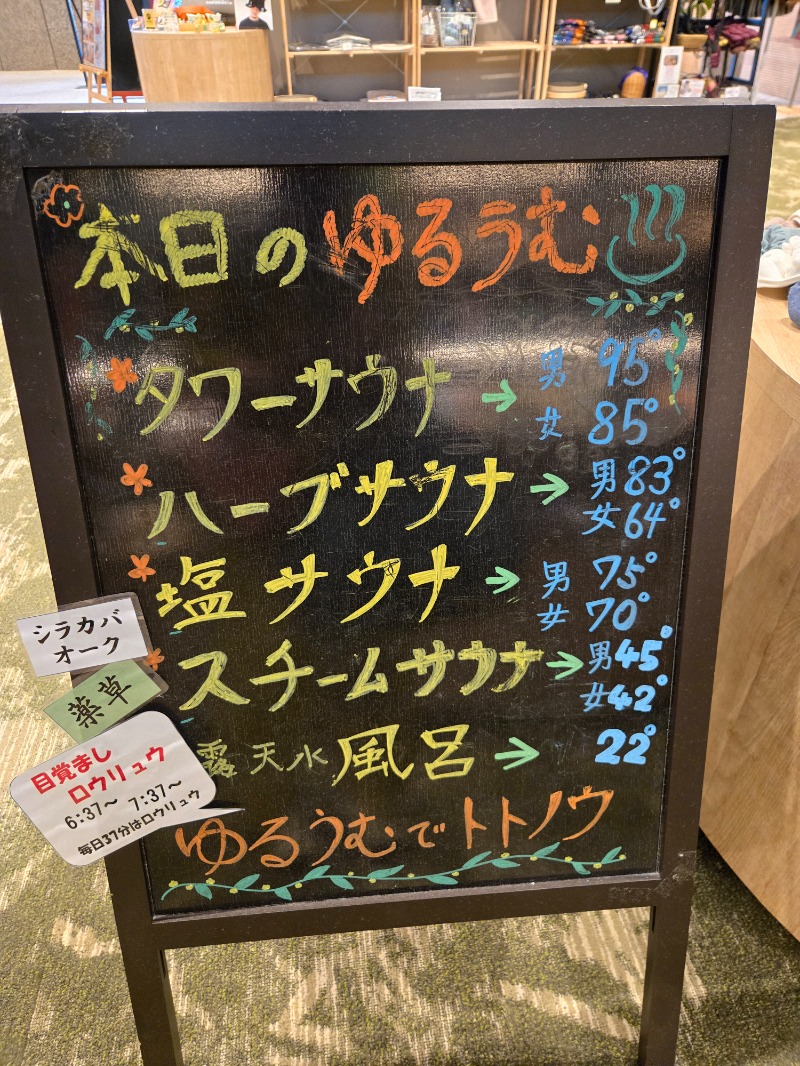 本日のゆるうむ♨
タワーサウナ→ 男 95°
女 85°
ハーブサウナ→ 男 83°
女 64°
塩サウナ→ 男 75°
女 70°
シラカバ
オーク
スチームサウナ→ 男 45°
女 42°
薬草
露天水風呂→ 22°
目覚まし
ロウリュウ
6:37～ 7:37～
毎日37分はロウリュウ
ゆるうむでトトノウ